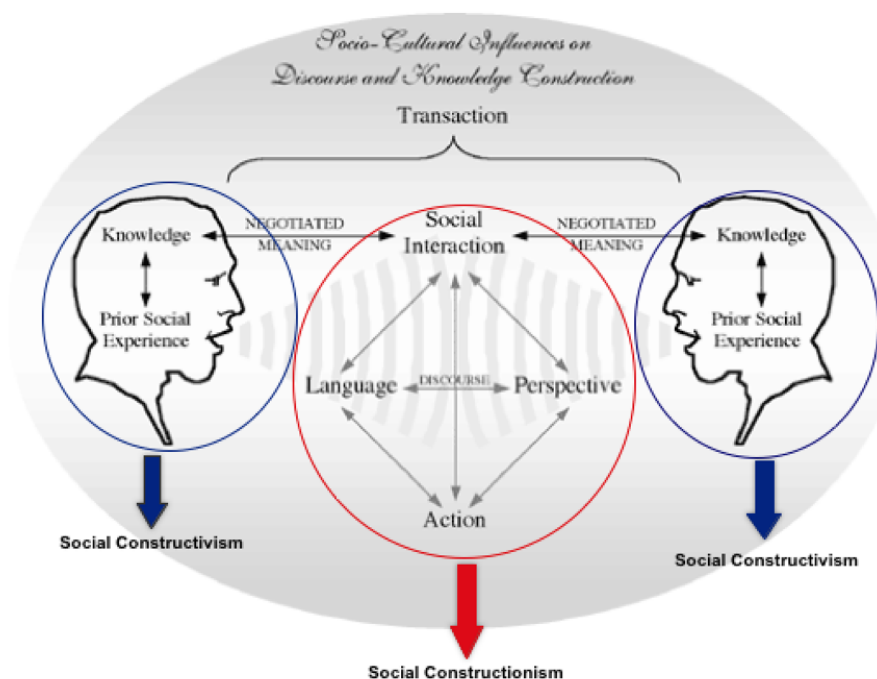 Socio-Cultural Influences on
Discourse and Knowledge Construction
Transaction
Knowledge
NEGOTIATED
MEANING
Social
Interaction
NEGOTIATED
MEANING
Knowledge
Prior Social
Experience
Prior Social
Experience
Language
DISCOURSE
Perspective
Action
Social Constructivism
Social Constructivism
Social Constructionism